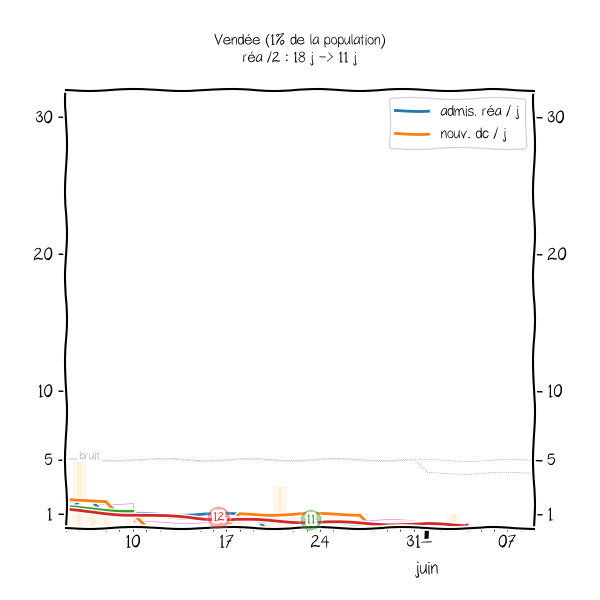 Vendée (1% de la population)
réa /2 : 18 j -> 11 j
admis. réa / j
nouv. dc / j
30
30
20
20
10
10
5
bruit
5
1
12
11
1
10
17
24
31
07
juin